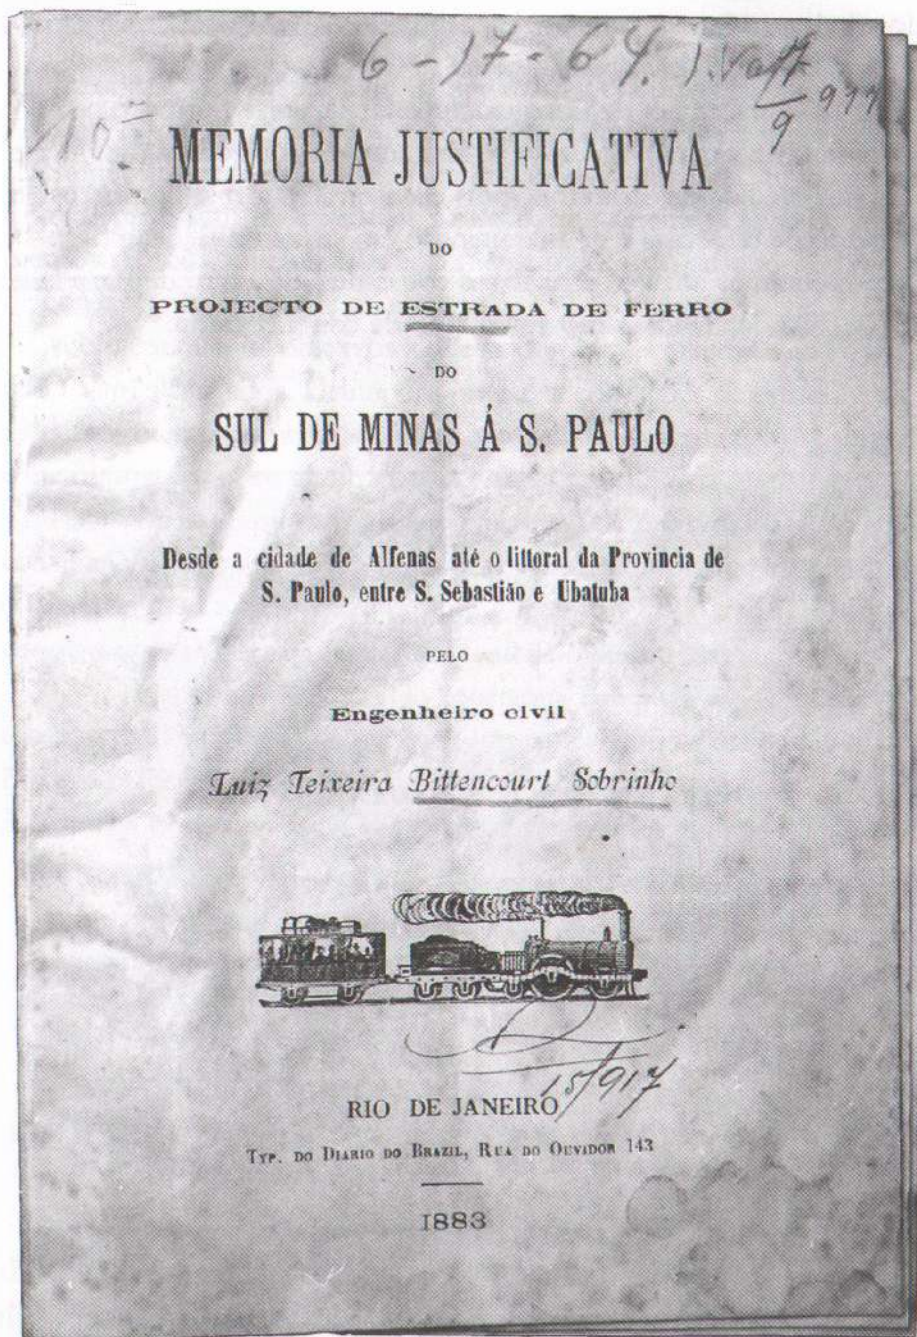 6-17-64.
10
MEMORIA JUSTIFICATIVA
DO
PROJECTO DE ESTRADA DE FERRO
DO
SUL DE MINAS Á S. PAULO
Desde a cidade de Alfenas até o littoral da Provincia de
S. Paulo, entre S. Sebastião e Ubatuba
PELO
Engenheiro civil
Luiz Teixeira Bittencourt Sobrinho
15/917
RIO DE JANEIRO
TYP. DO DIARIO DO BRAZIL, RUA DO OUVIDOR 143
1883